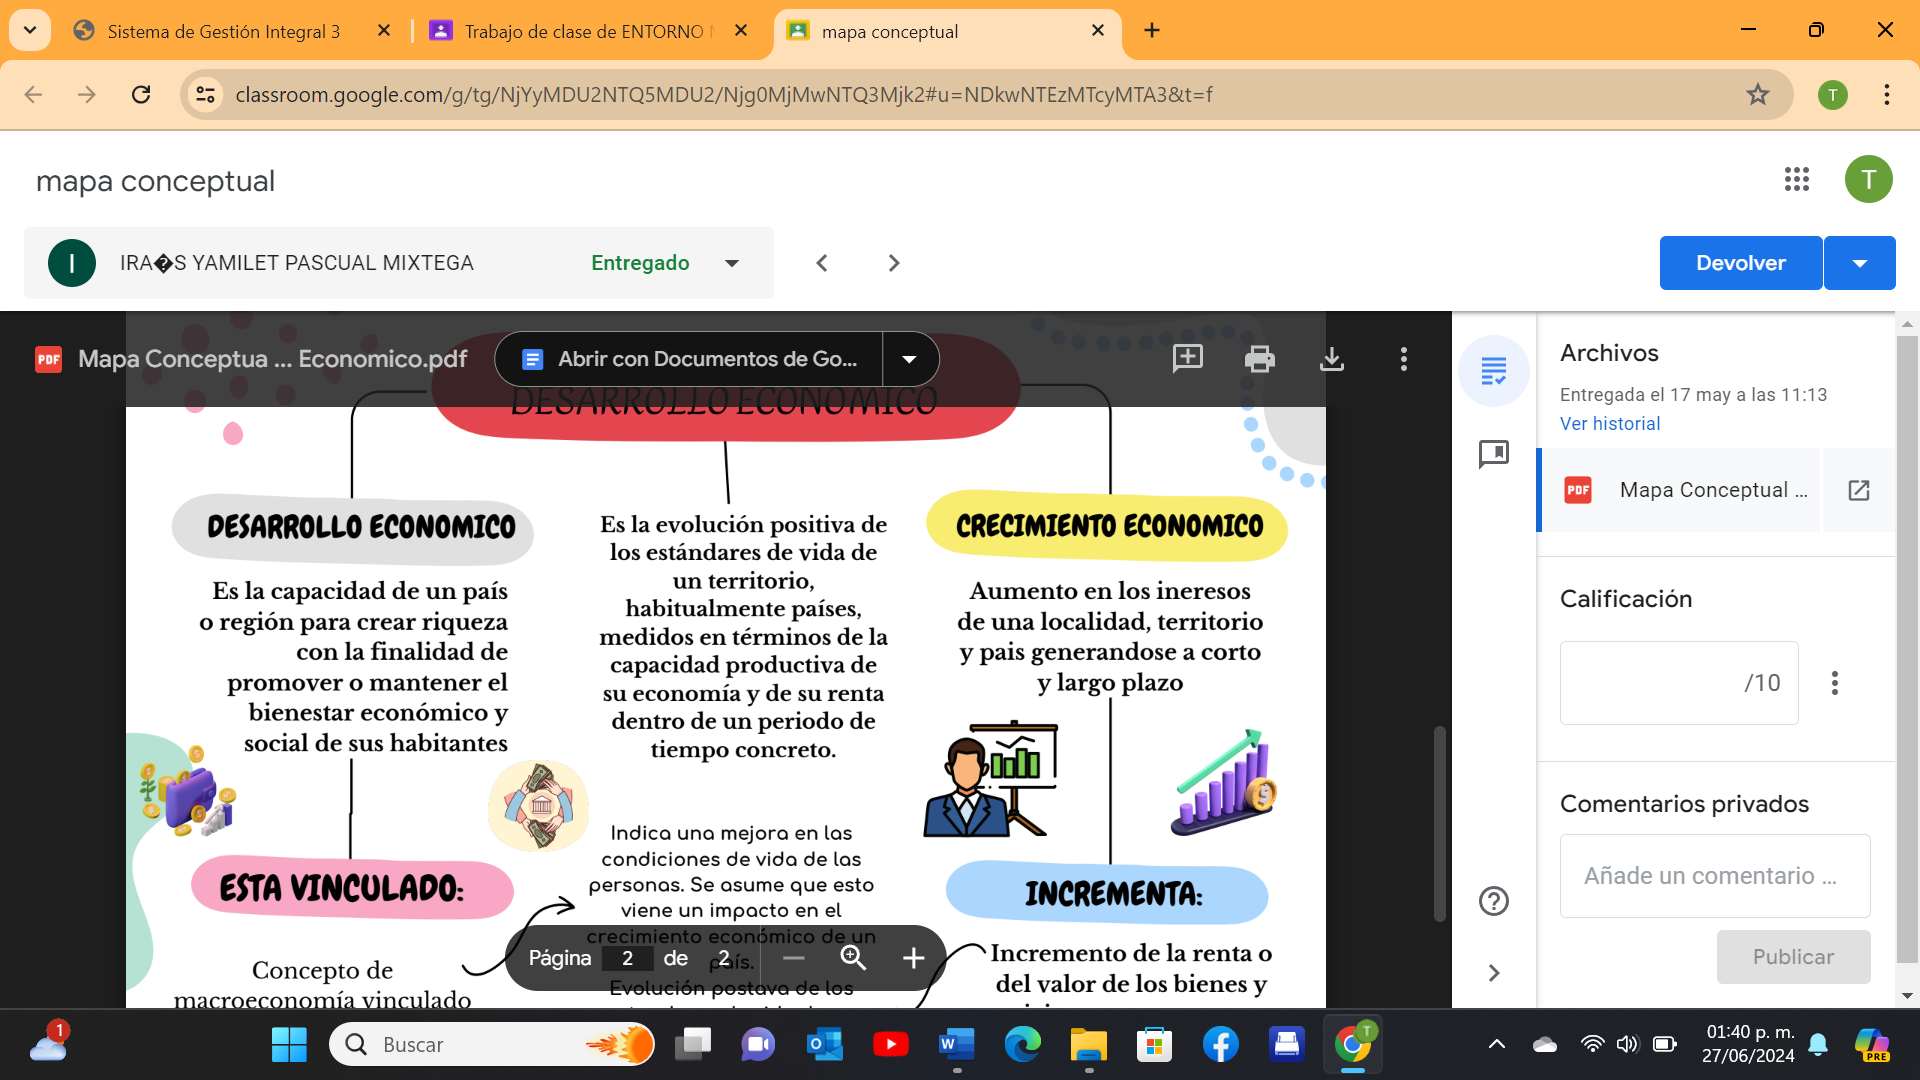 Sistema de Gestión Integral 3
Trabajo de clase de ENTORNO
mapa conceptual
classroom.google.com/g/tg/NjYyMDU2NTQ5MDU2/Njg0MjMwNTQ3Mjk2#u=NDkwNTEzMTcyMTA3&t=f
T
mapa conceptual
T
I
IRA�S YAMILET PASCUAL MIXTEGA
Entregado
Devolver
PDF
Mapa Conceptua ... Economico.pdf
Abrir con Documentos de Go...
DESARROLLO ECONOMICO
DESARROLLO ECONOMICO
Es la capacidad de un país
o región para crear riqueza
con la finalidad de
promover o mantener el
bienestar económico y
social de sus habitantes
ESTA VINCULADO:
Concepto de
macroeconomía vinculado
Es la evolución positiva de
los estándares de vida de
un territorio,
habitualmente países,
medidos en términos de la
capacidad productiva de
su economía y de su renta
dentro de un periodo de
tiempo concreto.
Indica una mejora en las
condiciones de vida de las
personas. Se asume que esto
viene un impacto en el
crecimiento económico de un
país.
Evolución postava de los
CRECIMIENTO ECONOMICO
Aumento en los ineresos
de una localidad, territorio
y pais generandose a corto
y largo plazo
INCREMENTA:
Incremento de la renta o
del valor de los bienes y
Página 2 de 2
Archivos
Entregada el 17 may a las 11:13
Ver historial
PDF
Mapa Conceptual ...
Calificación
/10
Comentarios privados
Añade un comentario ...
Publicar
1
Buscar
T
01:40 p. m.
27/06/2024
PRE